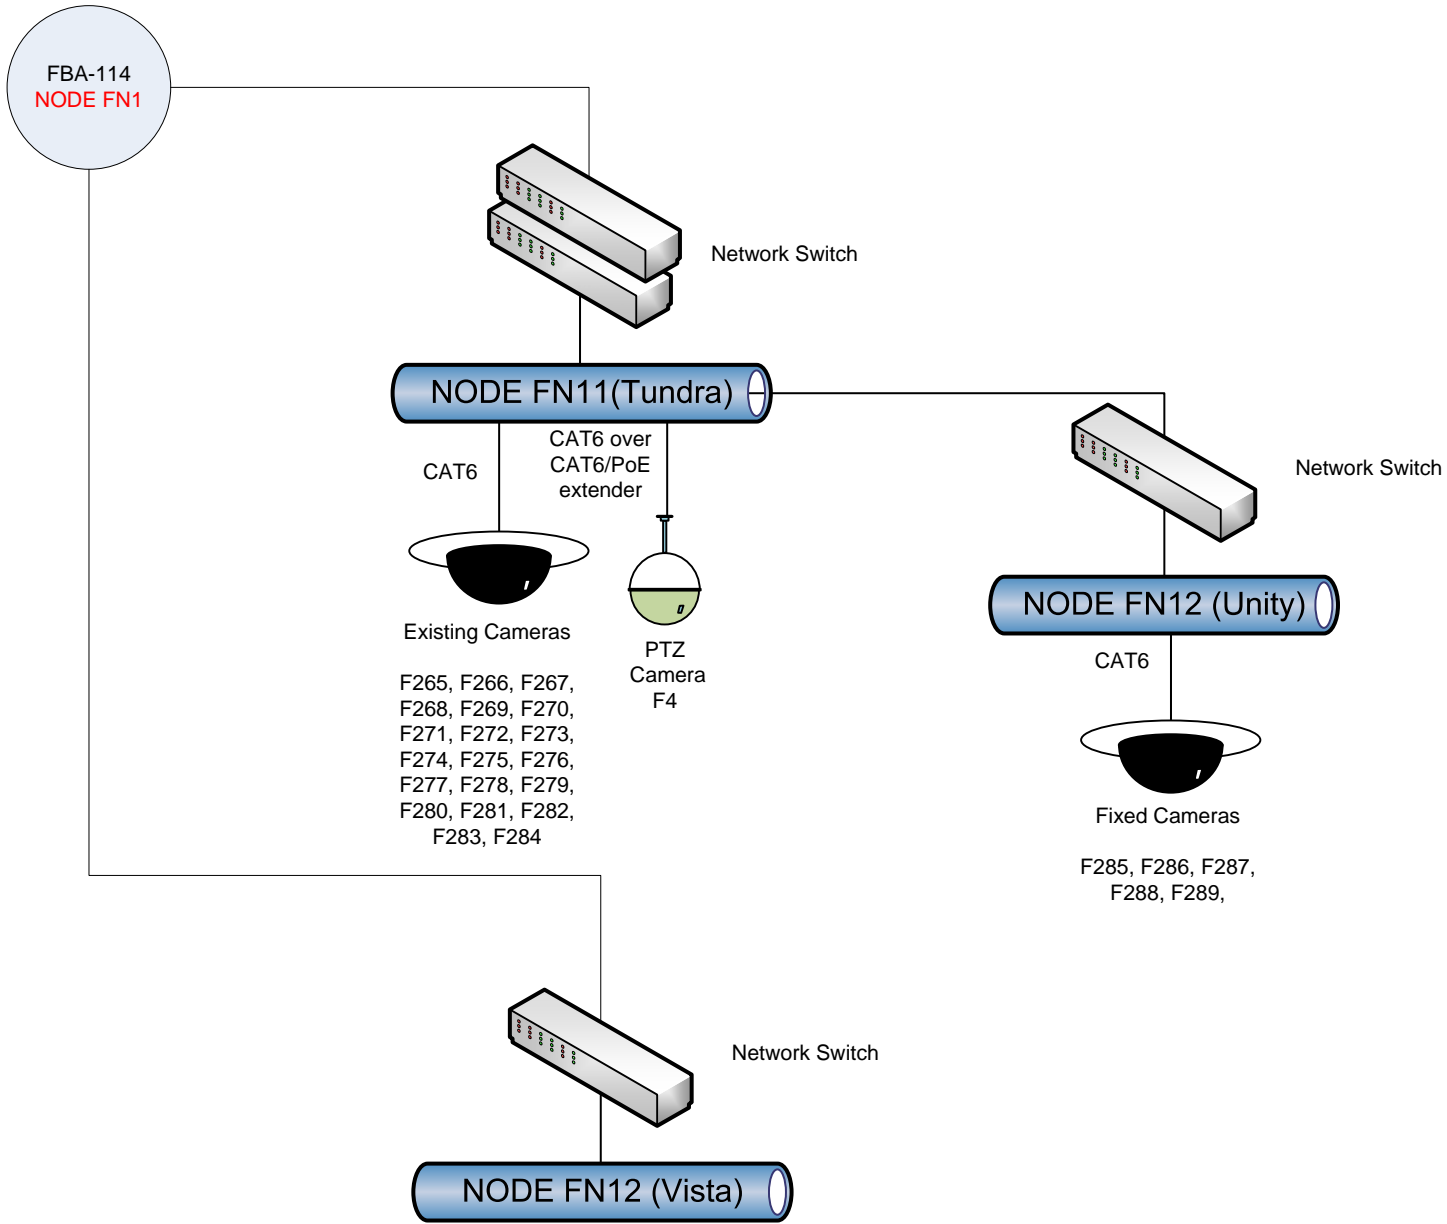 FBA-114
NODE FN1
Network Switch
NODE FN11(Tundra)
CAT6
CAT6 over
CAT6/PoE
extender
Network Switch
Existing Cameras
F265, F266, F267,
F268, F269, F270,
F271, F272, F273,
F274, F275, F276,
F277, F278, F279,
F280, F281, F282,
F283, F284
PTZ
Camera
F4
NODE FN12 (Unity)
CAT6
Fixed Cameras
F285, F286, F287,
F288, F289,
Network Switch
NODE FN12 (Vista)